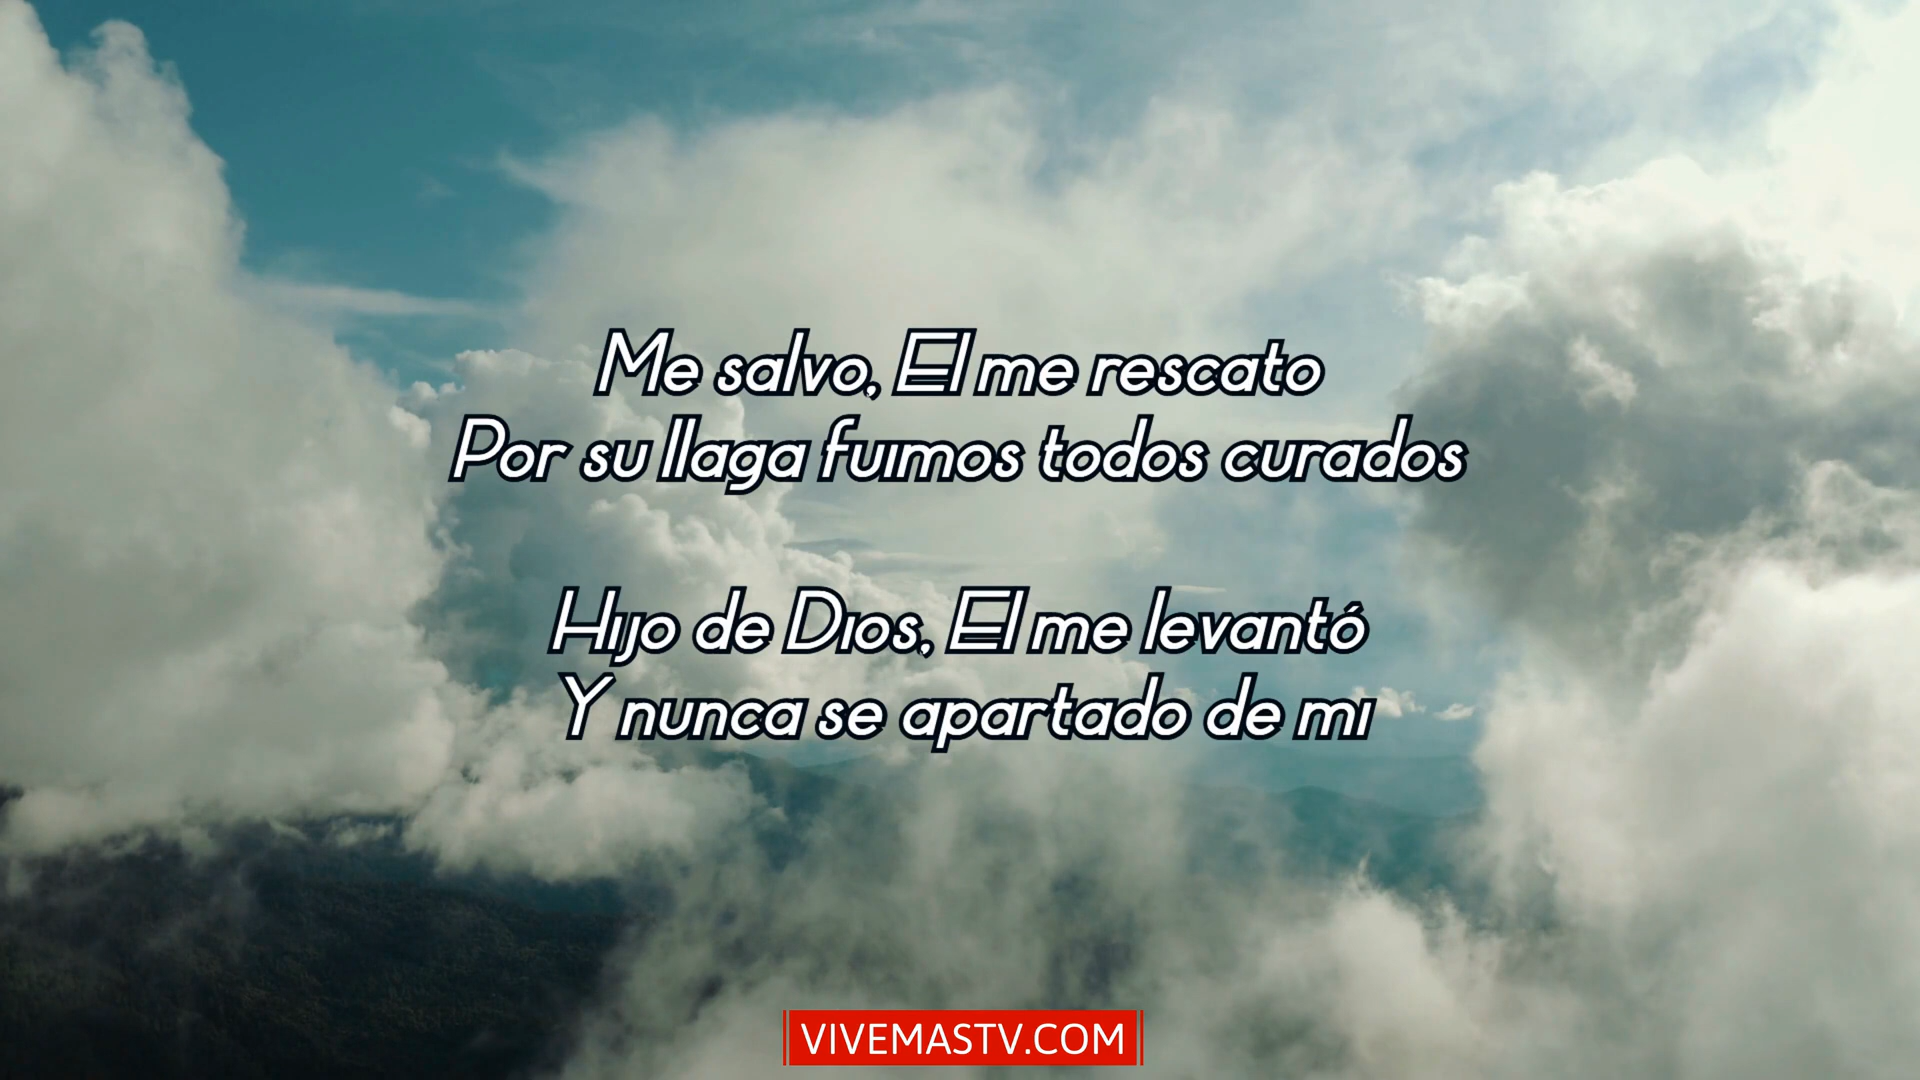 Me salvo, El me rescato
Por su llaga fuimos todos curados
Hijo de Dios, El me levantó
Y nunca se apartado de mi
VIVEMASTV.COM